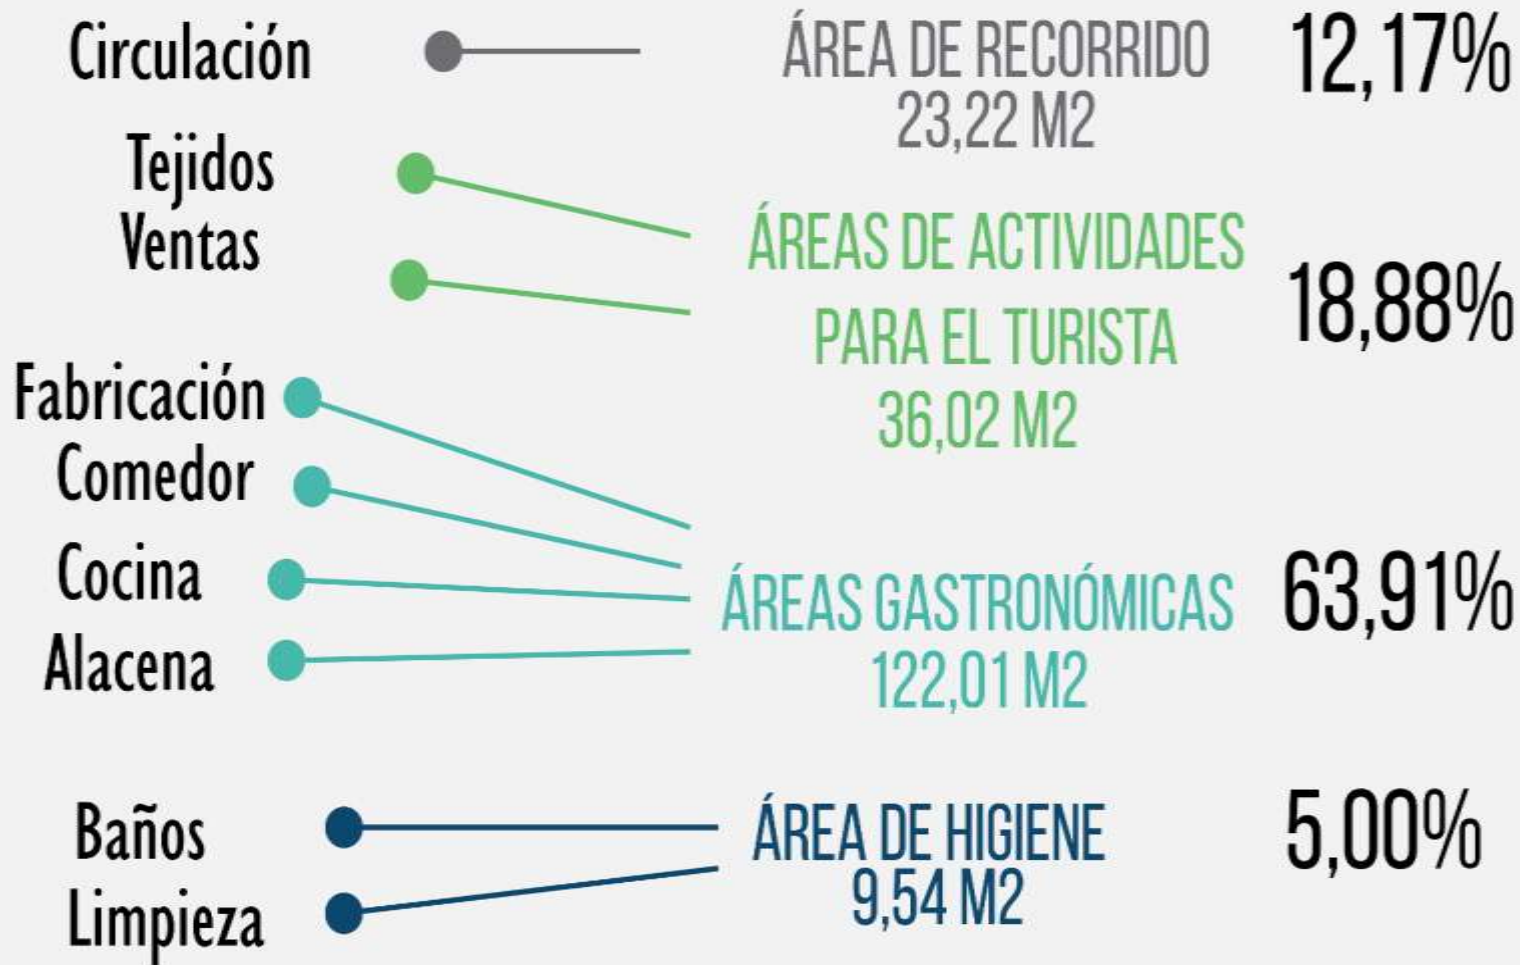 Circulación
ÁREA DE RECORRIDO
23,22 M2
12,17%
Tejidos
Ventas
ÁREAS DE ACTIVIDADES
PARA EL TURISTA
36,02 M2
18,88%
Fabricación
Comedor
Cocina
Alacena
ÁREAS GASTRONÓMICAS
122,01 M2
63,91%
Baños
Limpieza
ÁREA DE HIGIENE
9,54 M2
5,00%